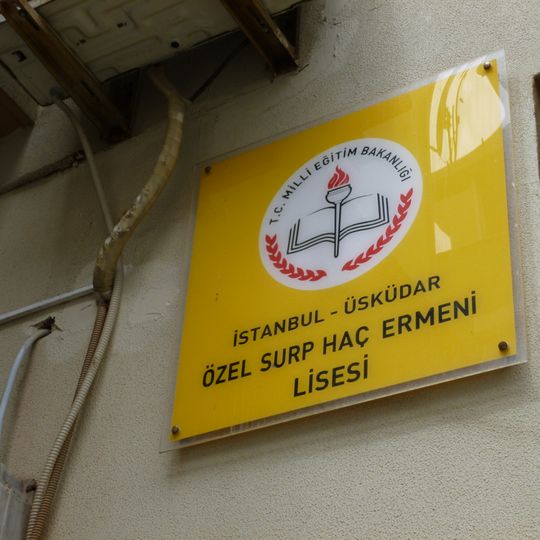 T.C. MİLLİ EĞİTİM BAKANLIĞI
İSTANBUL - ÜSKÜDAR
ÖZEL SURP HAÇ ERMENİ
LİSESİ